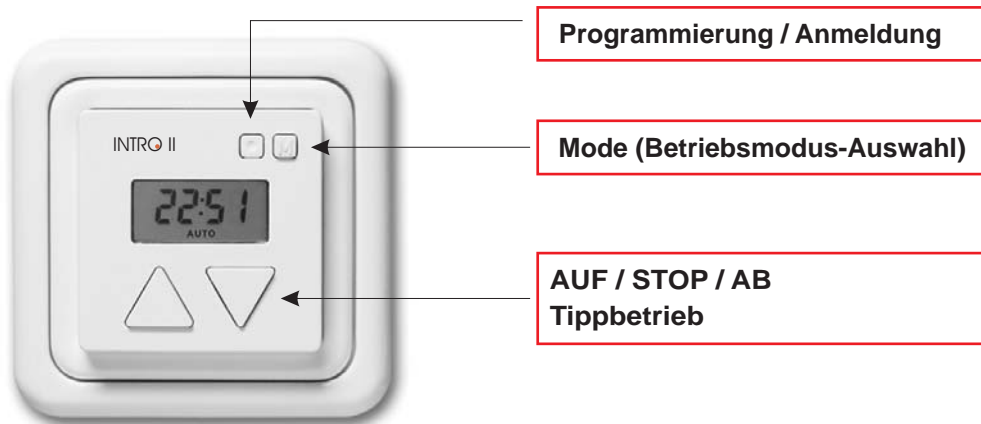 Programmierung / Anmeldung
INTRO II
Mode (Betriebsmodus-Auswahl)
22:51
AUTO
AUF / STOP / AB
Tippbetrieb